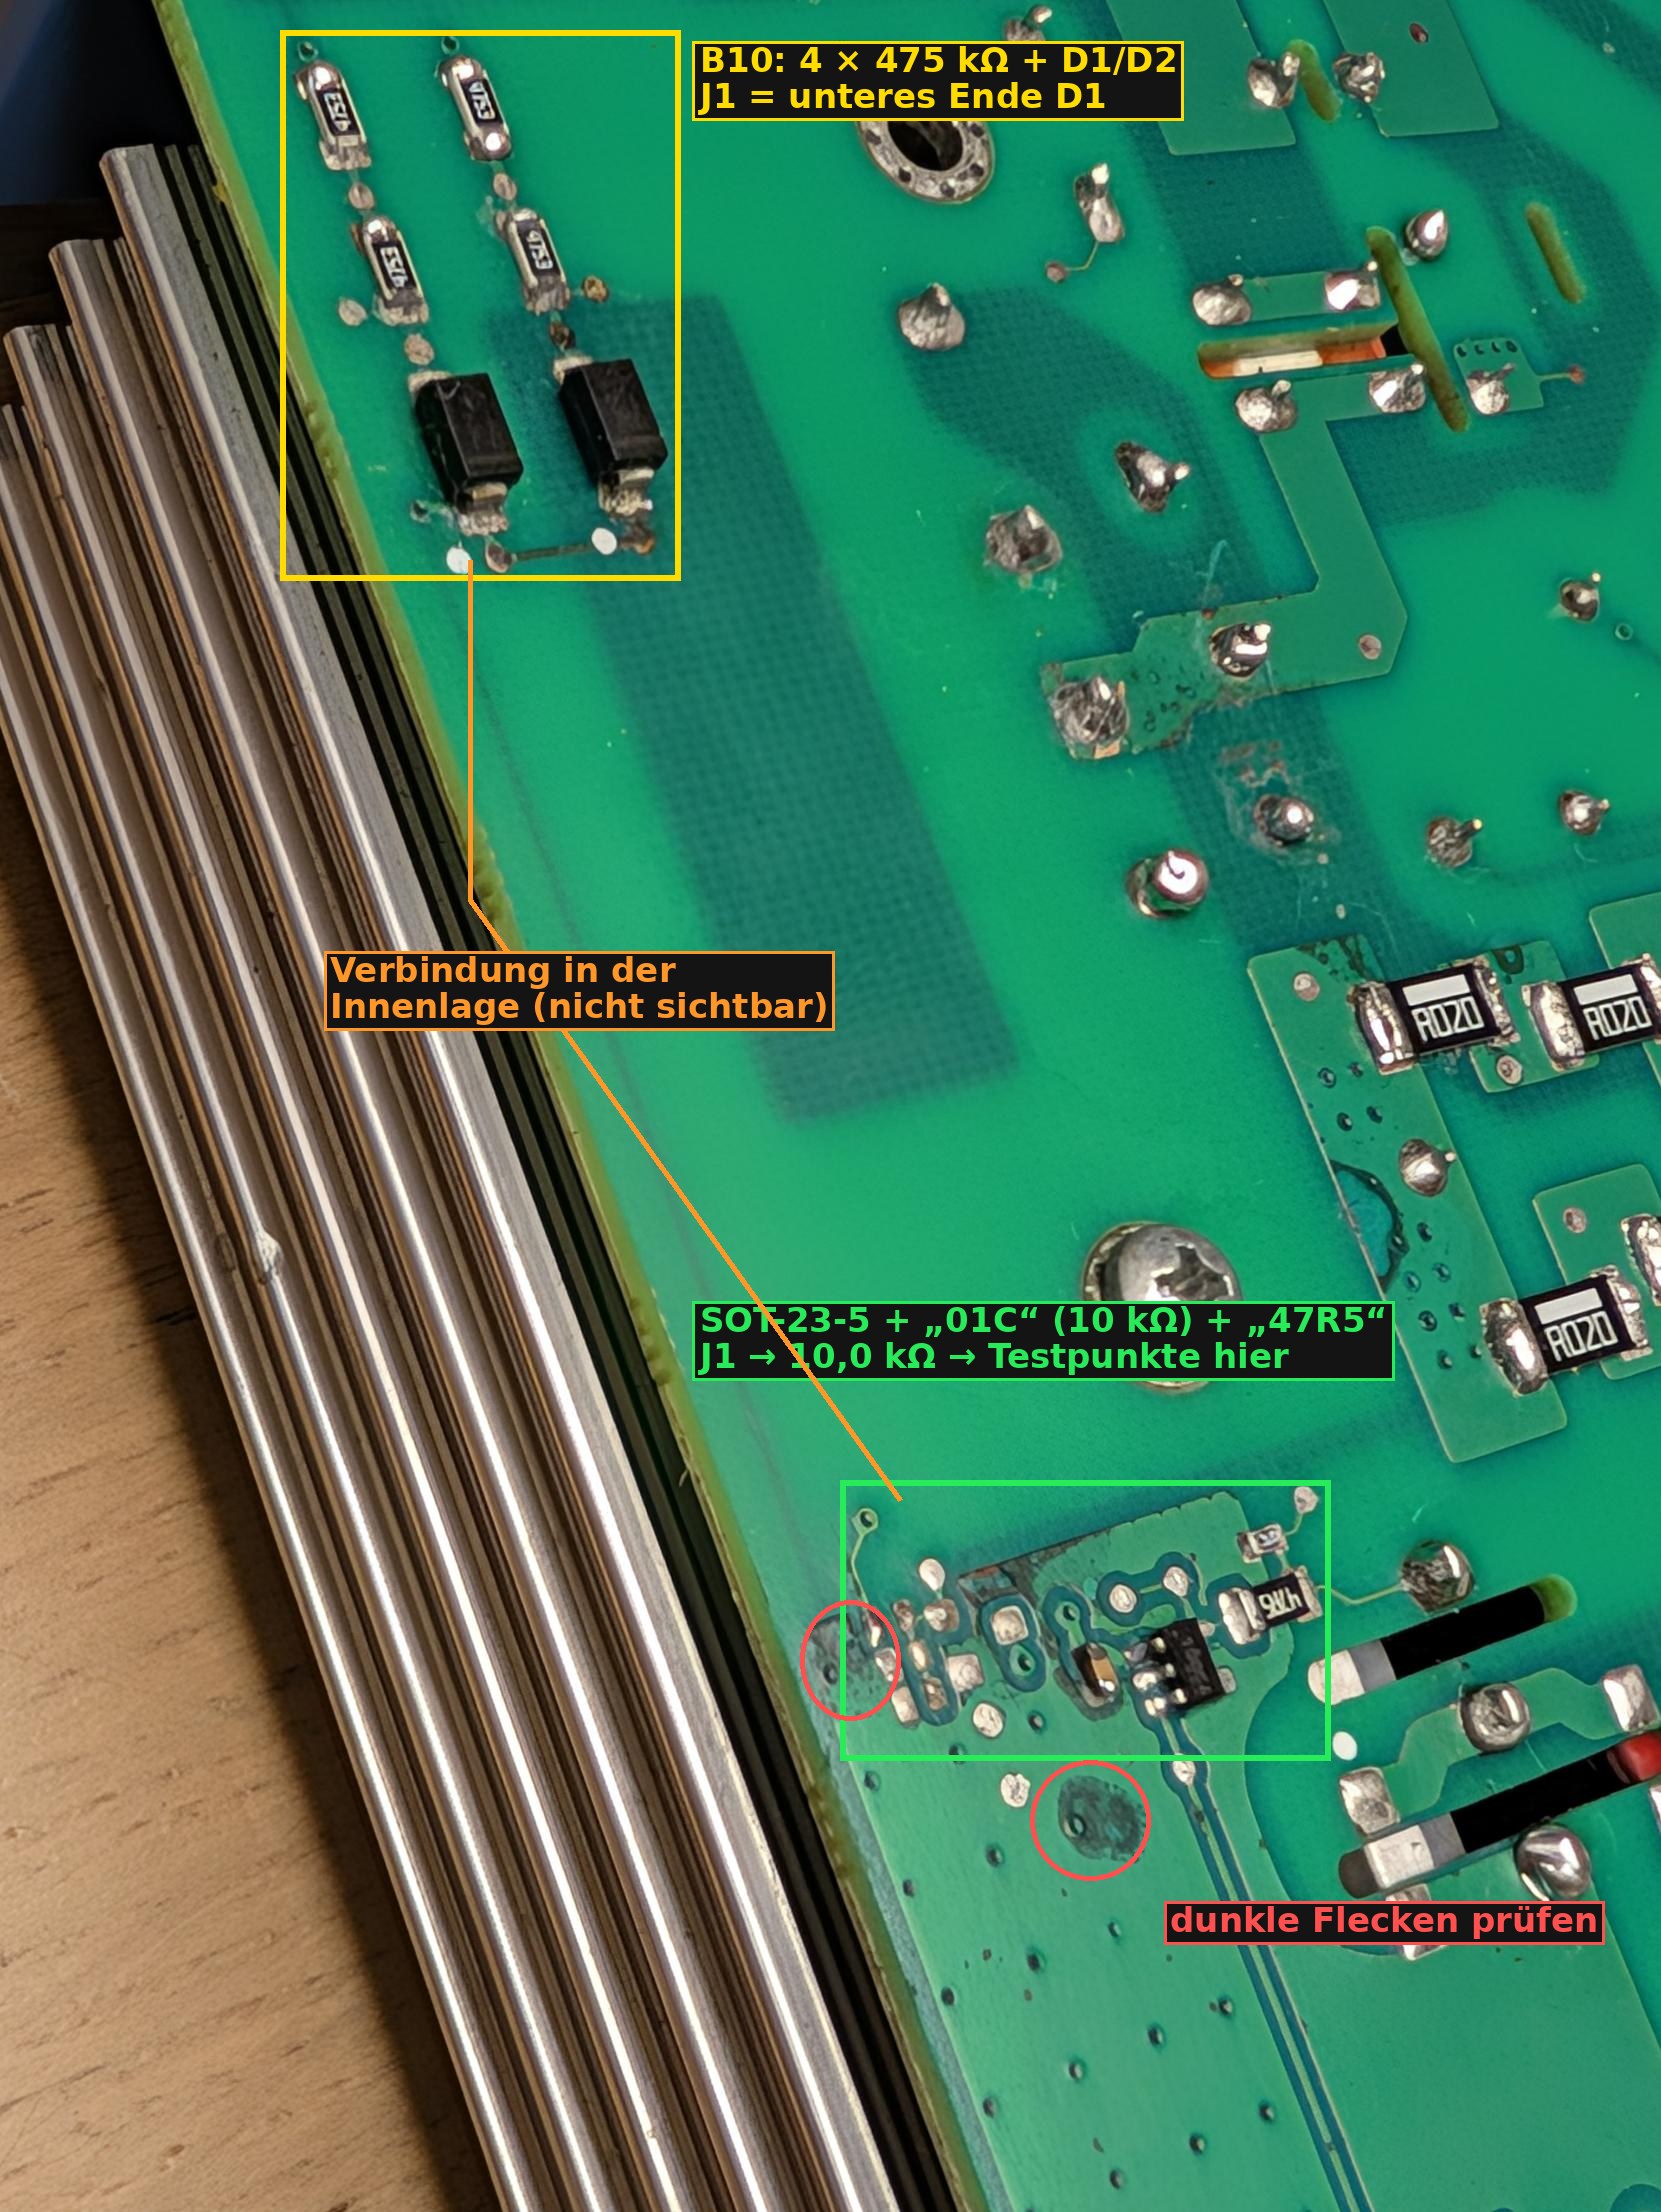 B10: 4 × 475 kΩ + D1/D2
J1 = unteres Ende D1
4753
4753
4753
4753
Verbindung in der
Innenlage (nicht sichtbar)
R020
R020
R020
SOT-23-5 + „01C“ (10 kΩ) + „47R5“
J1 → 10,0 kΩ → Testpunkte hier
dunkle Flecken prüfen